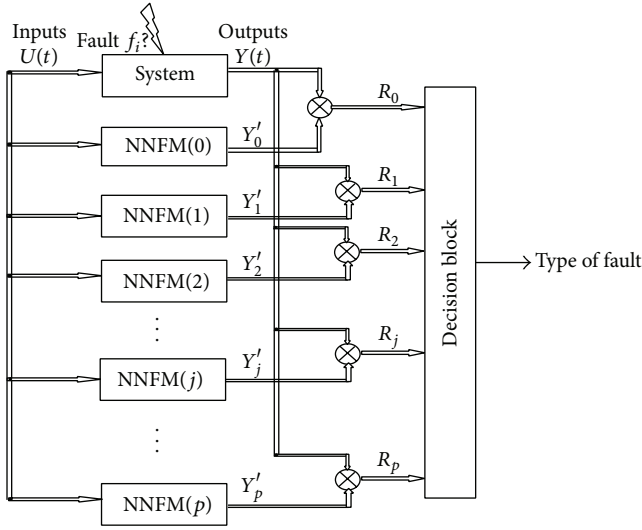 Inputs
U(t)
Fault f_i?
Outputs
Y(t)
System
R_0
NNFM(0)
Y'_0
R_1
NNFM(1)
Y'_1
R_2
NNFM(2)
Y'_2
Decision block
Type of fault
⋮
R_j
NNFM(j)
Y'_j
⋮
R_p
NNFM(p)
Y'_p